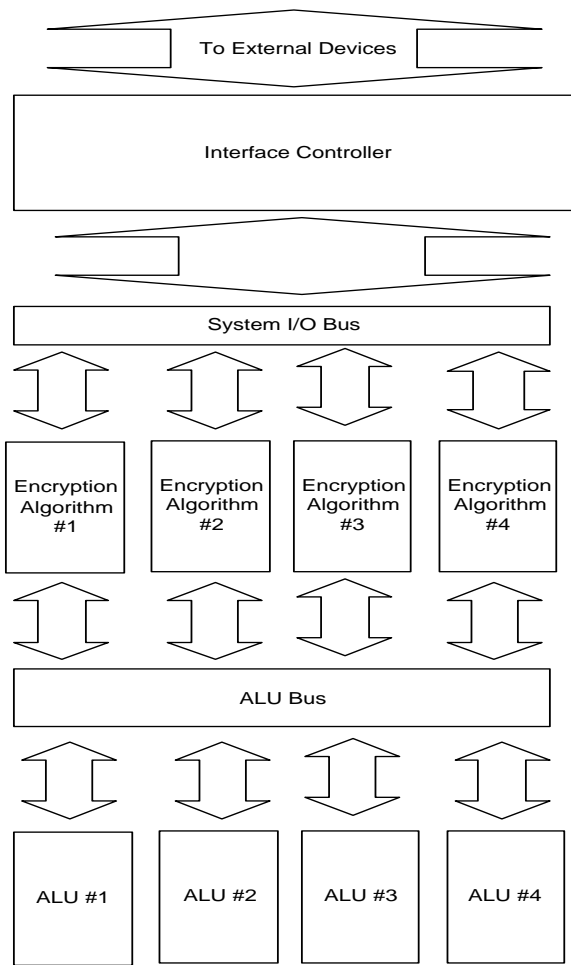 To External Devices
Interface Controller
System I/O Bus
Encryption
Algorithm
#1
Encryption
Algorithm
#2
Encryption
Algorithm
#3
Encryption
Algorithm
#4
ALU Bus
ALU #1
ALU #2
ALU #3
ALU #4